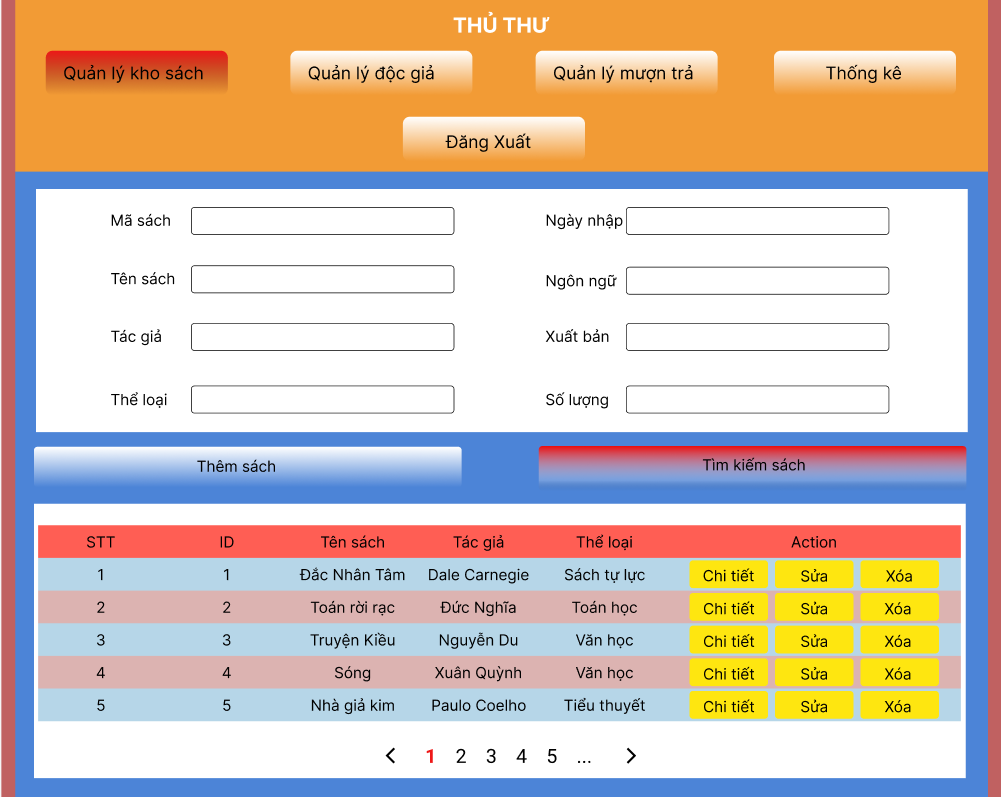 THỦ THƯ
Quản lý kho sách Quản lý độc giả Quản lý mượn trả Thống kê
Đăng Xuất
Mã sách Ngày nhập
Tên sách Ngôn ngữ
Tác giả Xuất bản
Thể loại Số lượng
Thêm sách Tìm kiếm sách
STT ID Tên sách Tác giả Thể loại Action
1 1 Đắc Nhân Tâm Dale Carnegie Sách tự lực Chi tiết Sửa Xóa
2 2 Toán rời rạc Đức Nghĩa Toán học Chi tiết Sửa Xóa
3 3 Truyện Kiều Nguyễn Du Văn học Chi tiết Sửa Xóa
4 4 Sóng Xuân Quỳnh Văn học Chi tiết Sửa Xóa
5 5 Nhà giả kim Paulo Coelho Tiểu thuyết Chi tiết Sửa Xóa
1 2 3 4 5 ...